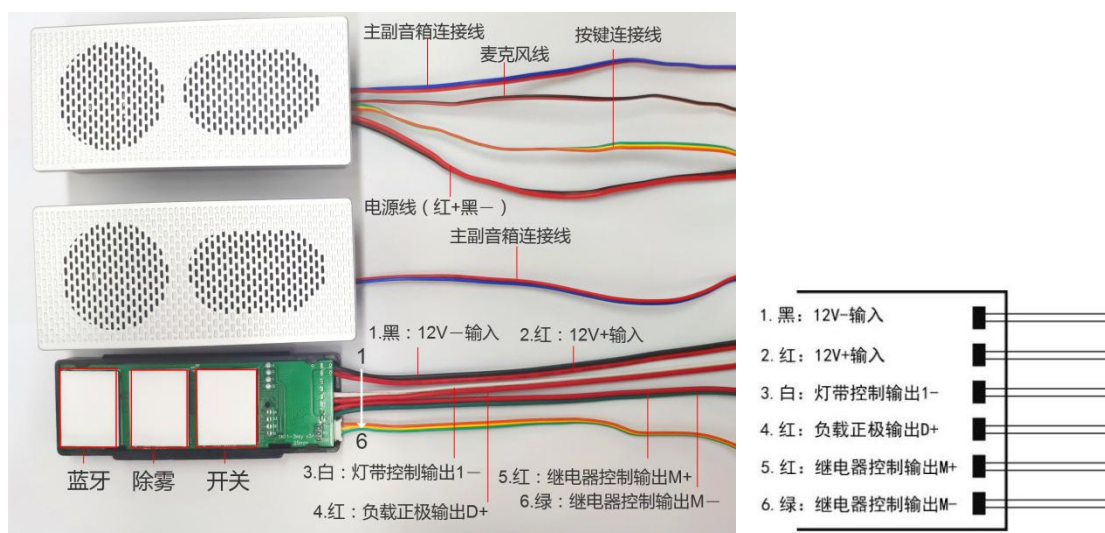 主副音箱连接线
麦克风线
按键连接线
电源线（红+黑－）
主副音箱连接线
1.黑：12V－输入
2.红：12V+输入
1
6
蓝牙
除雾
开关
3.白：灯带控制输出1－
4.红：负载正极输出D+
5.红：继电器控制输出M+
6.绿：继电器控制输出M－
1. 黑：12V-输入
2. 红：12V+输入
3. 白：灯带控制输出1-
4. 红：负载正极输出D+
5. 红：继电器控制输出M+
6. 绿：继电器控制输出M-